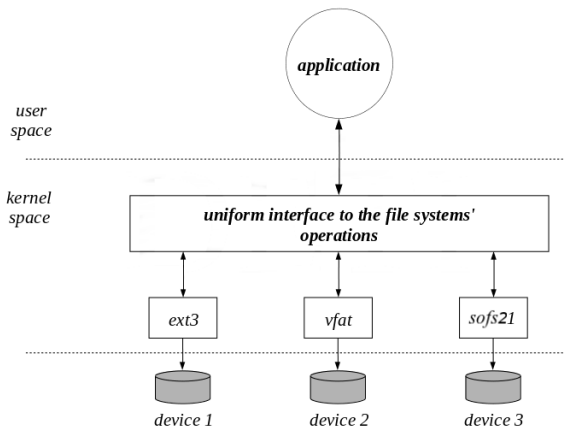 application
user
space
kernel
space
uniform interface to the file systems'
operations
ext3
vfat
sofs21
device 1
device 2
device 3